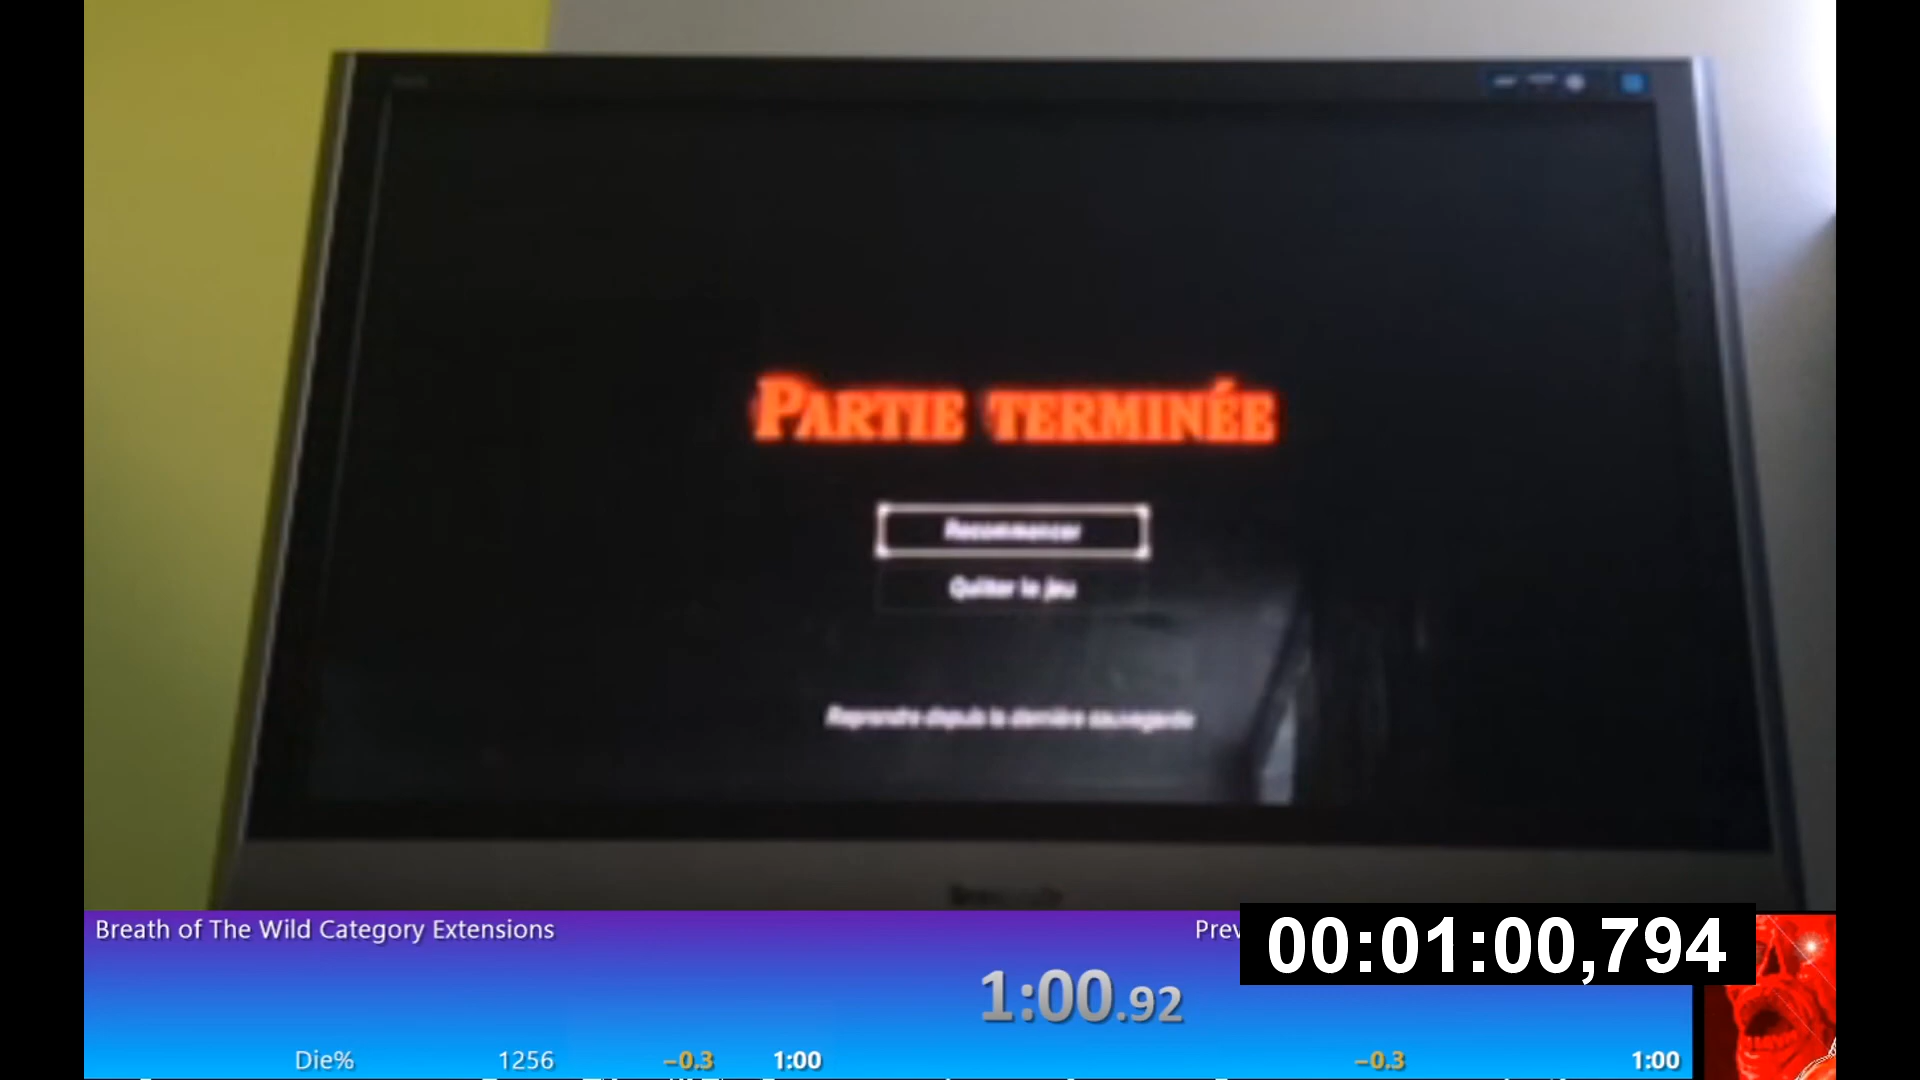 PARTIE TERMINÉE
Recommencer
Quitter le jeu
Reprendre depuis la dernière sauvegarde
Breath of The Wild Category Extensions
Prev
00:01:00,794
1:00.92
Die% 1256 −0.3 1:00 −0.3 1:00